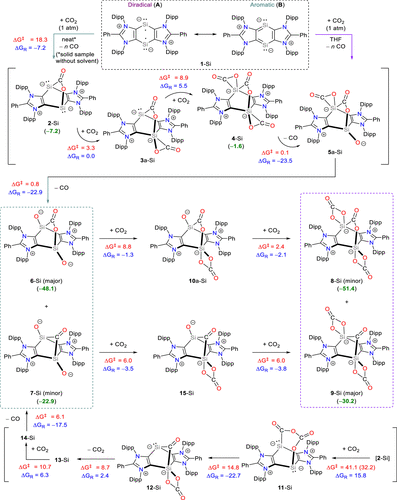 Diradical (A)
Aromatic (B)
+ CO2
(1 atm)
neat*
– n CO
(*solid sample
without solvent)
ΔG‡ = 18.3
ΔGR = −7.2
Dipp Dipp
Ph Ph
1-Si
+ CO2
(1 atm)
THF
– n CO
2-Si
(-7.2)
+ CO2
ΔG‡ = 3.3
ΔGR = 0.0
3a-Si
ΔG‡ = 8.9
ΔGR = 5.5
+ CO2
4-Si
(-1.6)
– CO
ΔG‡ = 0.1
ΔGR = −23.5
5a-Si
ΔG‡ = 0.8
ΔGR = −22.9
– CO
6-Si (major)
(-48.1)
+ CO2
ΔG‡ = 8.8
ΔGR = −1.3
10a-Si
+ CO2
ΔG‡ = 2.4
ΔGR = −2.1
8-Si (minor)
(-51.4)
+
+
7-Si (minor)
(-22.9)
+ CO2
ΔG‡ = 6.0
ΔGR = −3.5
15-Si
+ CO2
ΔG‡ = 6.0
ΔGR = −3.8
9-Si (major)
(-30.2)
– CO
ΔG‡ = 6.1
ΔGR = −17.5
14-Si
+ CO2
ΔG‡ = 10.7
ΔGR = 6.3
13-Si
– CO2
ΔG‡ = 8.7
ΔGR = 2.4
12-Si
+ CO2
ΔG‡ = 14.8
ΔGR = −22.7
11-Si
+ CO2
ΔG‡ = 41.1 (32.2)
ΔGR = 15.8
[2-Si]